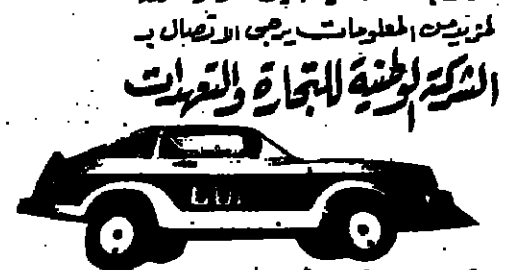 لمزيد من المعلومات يرجى الاتصال بـ
الشركة الوطنية للتجارة والتعهدات